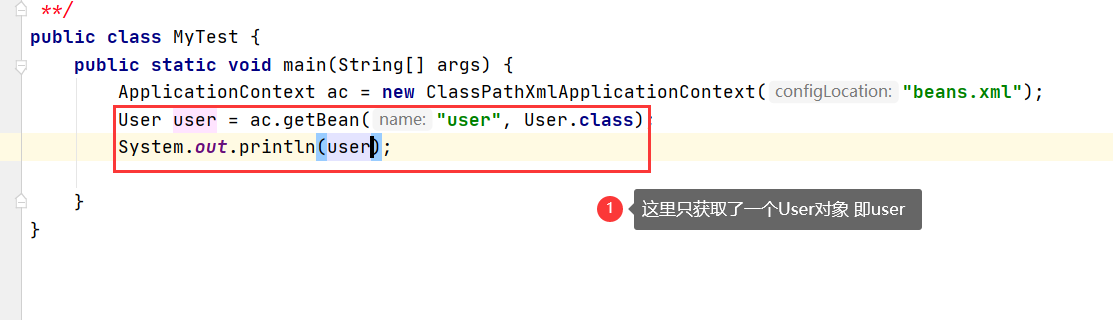 **/
public class MyTest {
public static void main(String[] args) {
ApplicationContext ac = new ClassPathXmlApplicationContext( configLocation: "beans.xml");
User user = ac.getBean( name: "user", User.class);
System.out.println(user);
}
1 这里只获取了一个User对象 即user
}